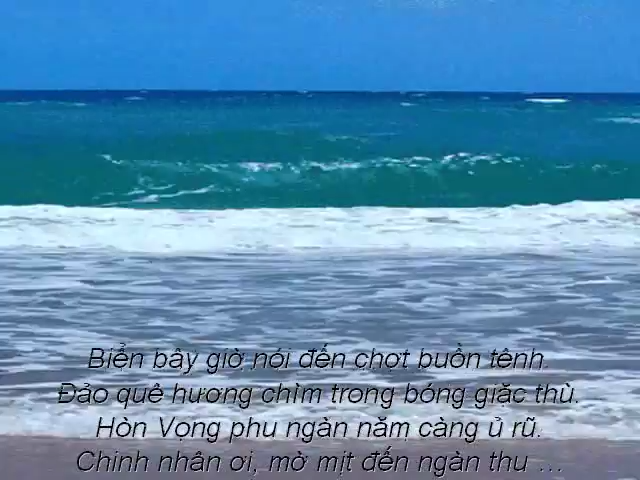 Biển bây giờ nói đến chợt buồn tênh.
Đảo quê hương chìm trong bóng giặc thù.
Hòn Vọng phu ngàn năm càng ủ rũ.
Chinh nhân ơi, mờ mịt đến ngàn thu …